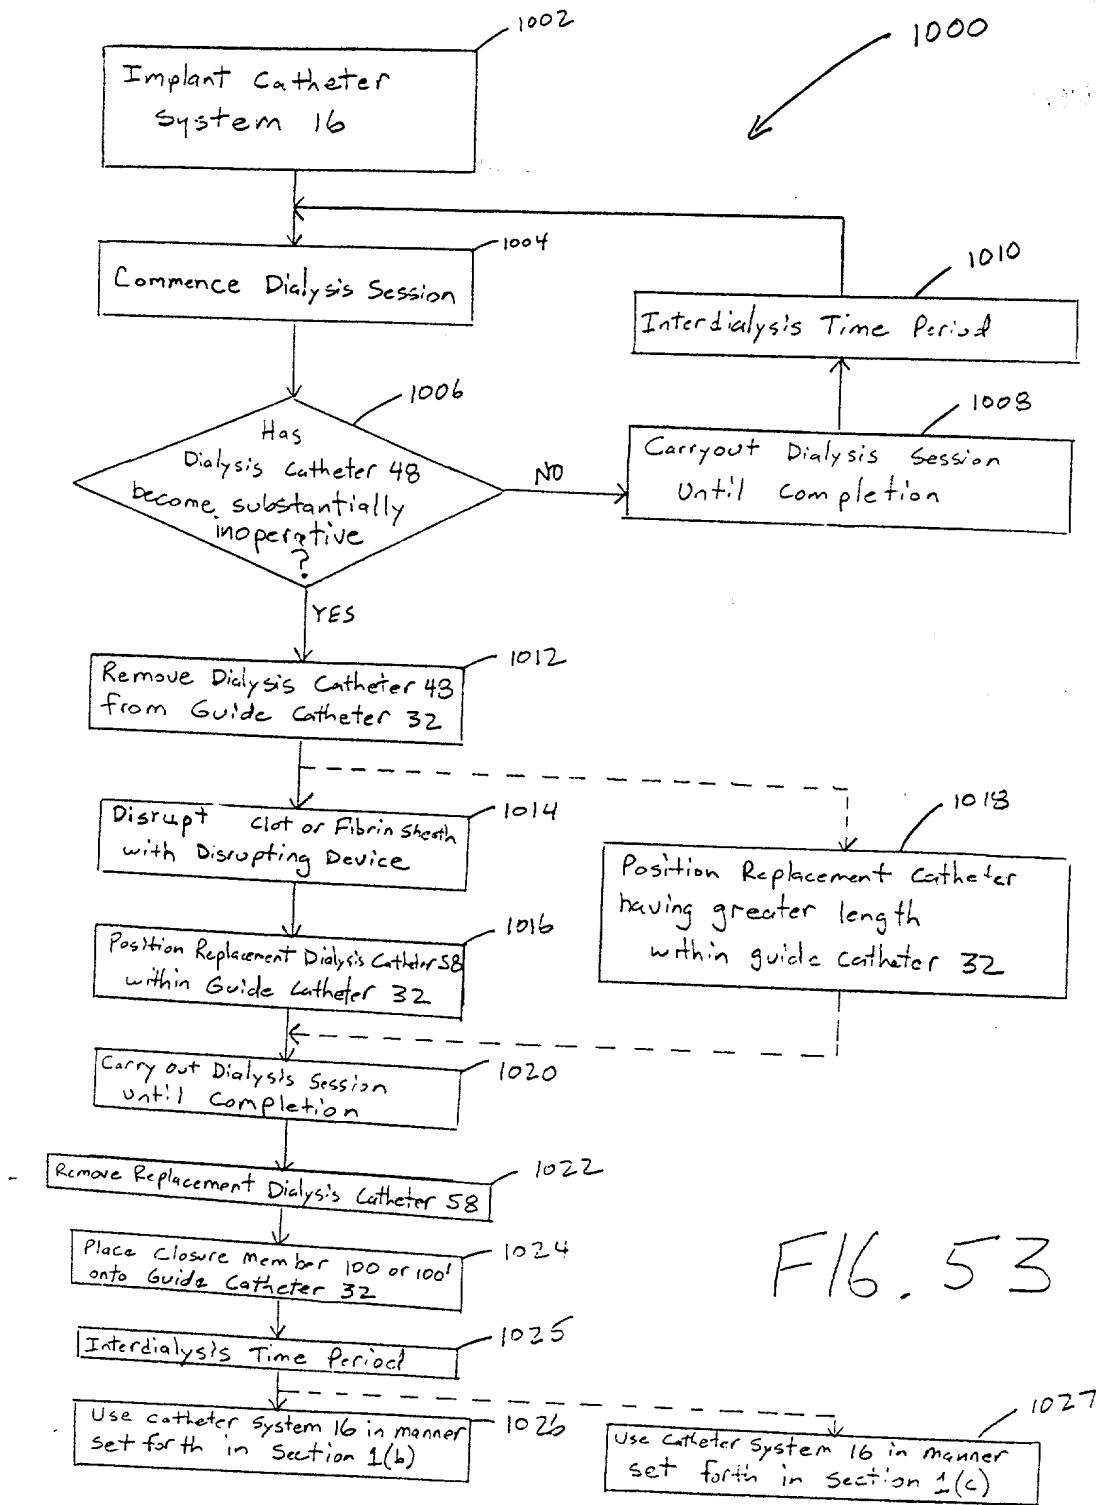 1002
1000
Implant Catheter
System 16
1004
Commence Dialysis Session
1010
Interdialysis Time Period
1006
Has
Dialysis Catheter 48
become substantially
inoperative
?
NO
1008
Carryout Dialysis Session
Until Completion
YES
1012
Remove Dialysis Catheter 48
from Guide Catheter 32
1014
Disrupt Clot or Fibrin Sheath
with Disrupting Device
1018
Position Replacement Catheter
having greater length
within guide catheter 32
1016
Position Replacement Dialysis Catheter 58
within Guide Catheter 32
1020
Carry out Dialysis Session
until Completion
1022
Remove Replacement Dialysis Catheter 58
1024
Place Closure Member 100 or 100'
onto Guide Catheter 32
FIG. 53
1025
Interdialysis Time Period
1026
Use Catheter System 16 in manner
set forth in Section 1(b)
1027
Use Catheter System 16 in manner
set forth in Section 1(c)